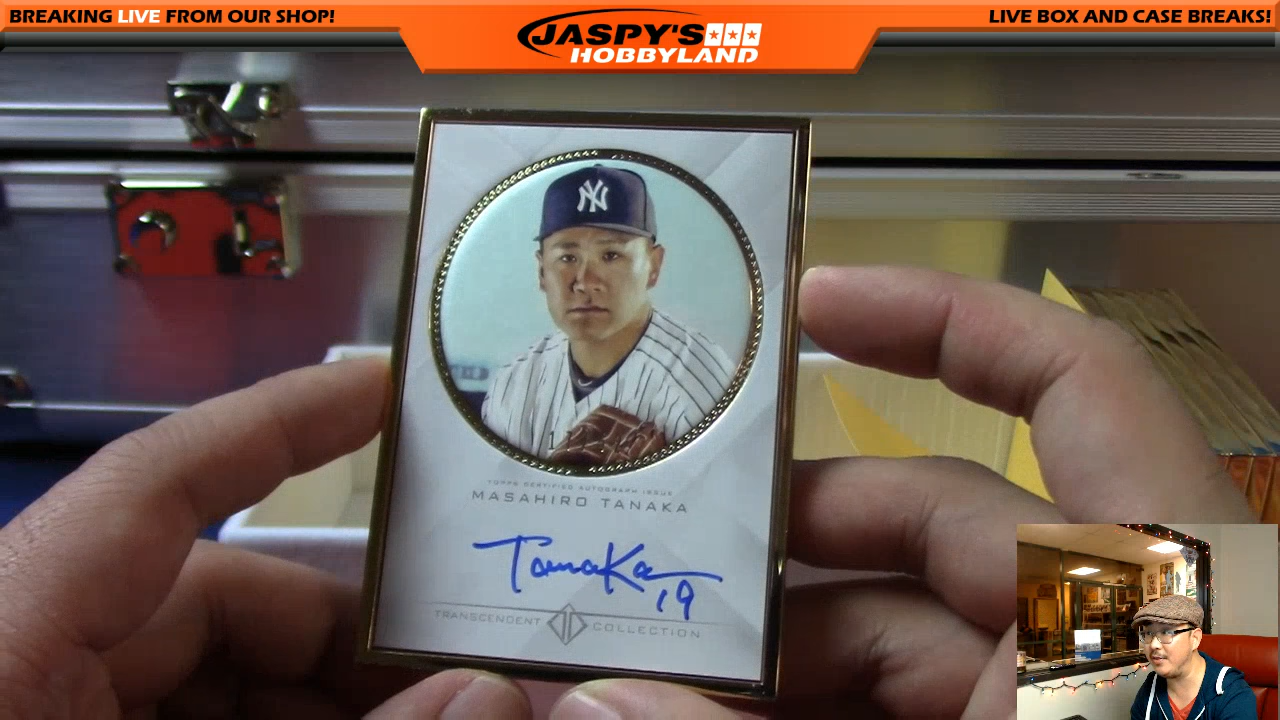 BREAKING LIVE FROM OUR SHOP!
JASPY'S
HOBBYLAND
LIVE BOX AND CASE BREAKS!
NY
TOPPS CERTIFIED AUTOGRAPH ISSUE
MASAHIRO TANAKA
Tanaka
19
TRANSCENDENT COLLECTION